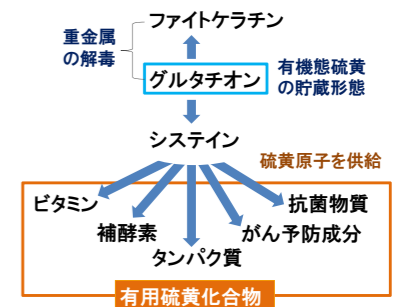 ファイトケラチン
重金属
の解毒
グルタチオン
有機態硫黄
の貯蔵形態
システイン
硫黄原子を供給
ビタミン
抗菌物質
補酵素
がん予防成分
タンパク質
有用硫黄化合物